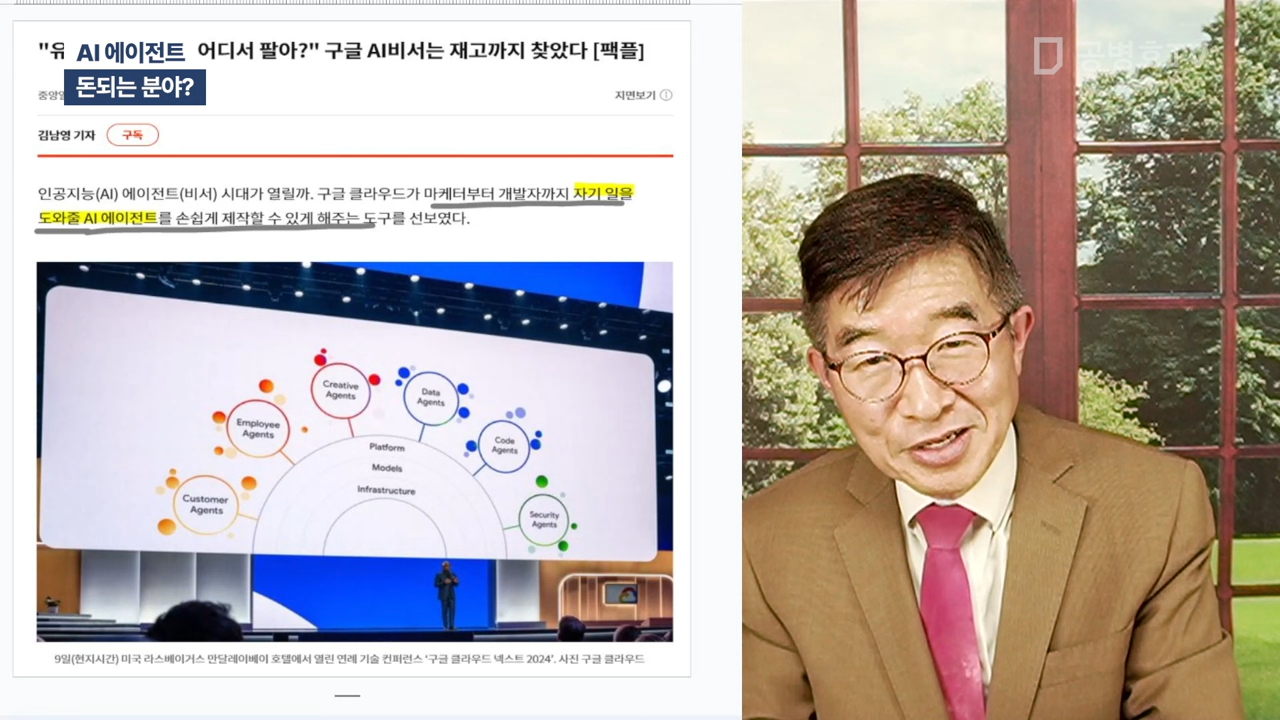 "유
AI 에이전트
어디서 팔아?" 구글 AI비서는 재고까지 찾았다 [팩플]
돈되는 분야?
중앙일
지면보기
김남영 기자
구독
인공지능(AI) 에이전트(비서) 시대가 열릴까. 구글 클라우드가 마케터부터 개발자까지 자기 일을
도와줄 AI 에이전트를 손쉽게 제작할 수 있게 해주는 도구를 선보였다.
Creative
Agents
Data
Agents
Employee
Agents
Code
Agents
Platform
Models
Infrastructure
Customer
Agents
Security
Agents
9일(현지시간) 미국 라스베이거스 만달레이베이 호텔에서 열린 연례 기술 컨퍼런스 '구글 클라우드 넥스트 2024'. 사진 구글 클라우드
공병호TV